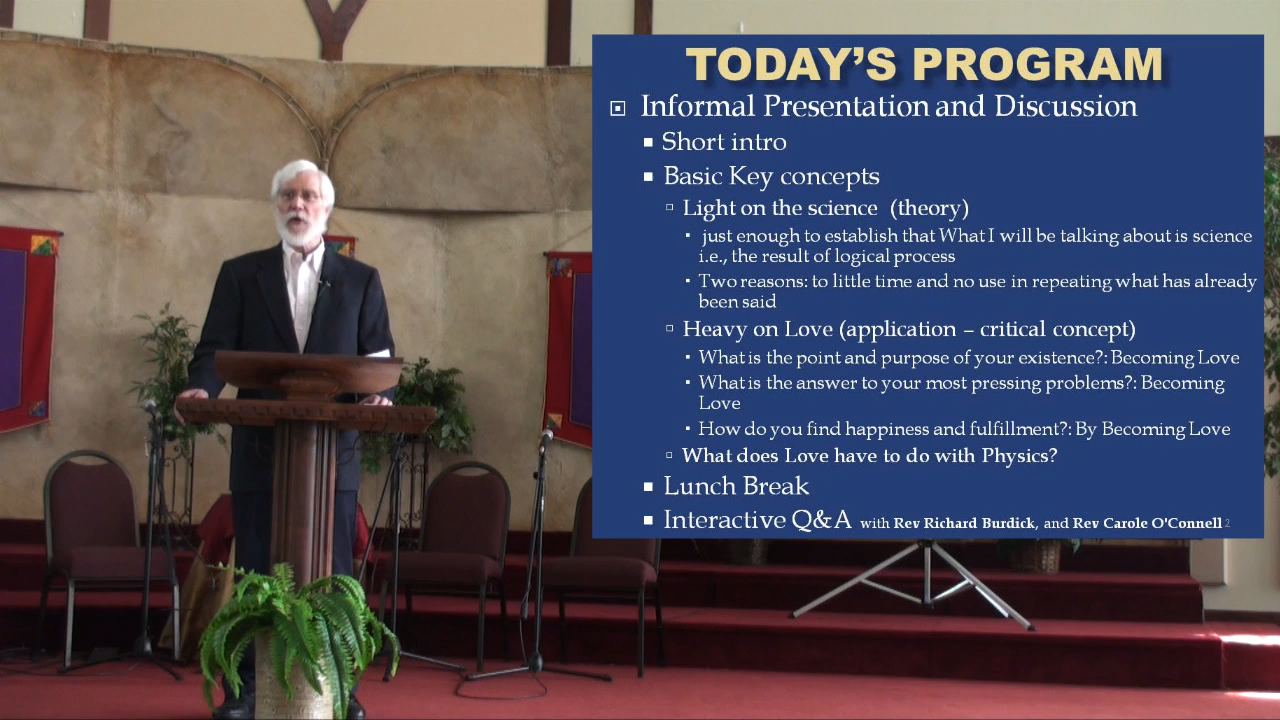 TODAY'S PROGRAM
Informal Presentation and Discussion
Short intro
Basic Key concepts
Light on the science (theory)
just enough to establish that What I will be talking about is science
i.e., the result of logical process
Two reasons: to little time and no use in repeating what has already
been said
Heavy on Love (application – critical concept)
What is the point and purpose of your existence?: Becoming Love
What is the answer to your most pressing problems?: Becoming
Love
How do you find happiness and fulfillment?: By Becoming Love
What does Love have to do with Physics?
Lunch Break
Interactive Q&A with Rev Richard Burdick, and Rev Carole O'Connell 2